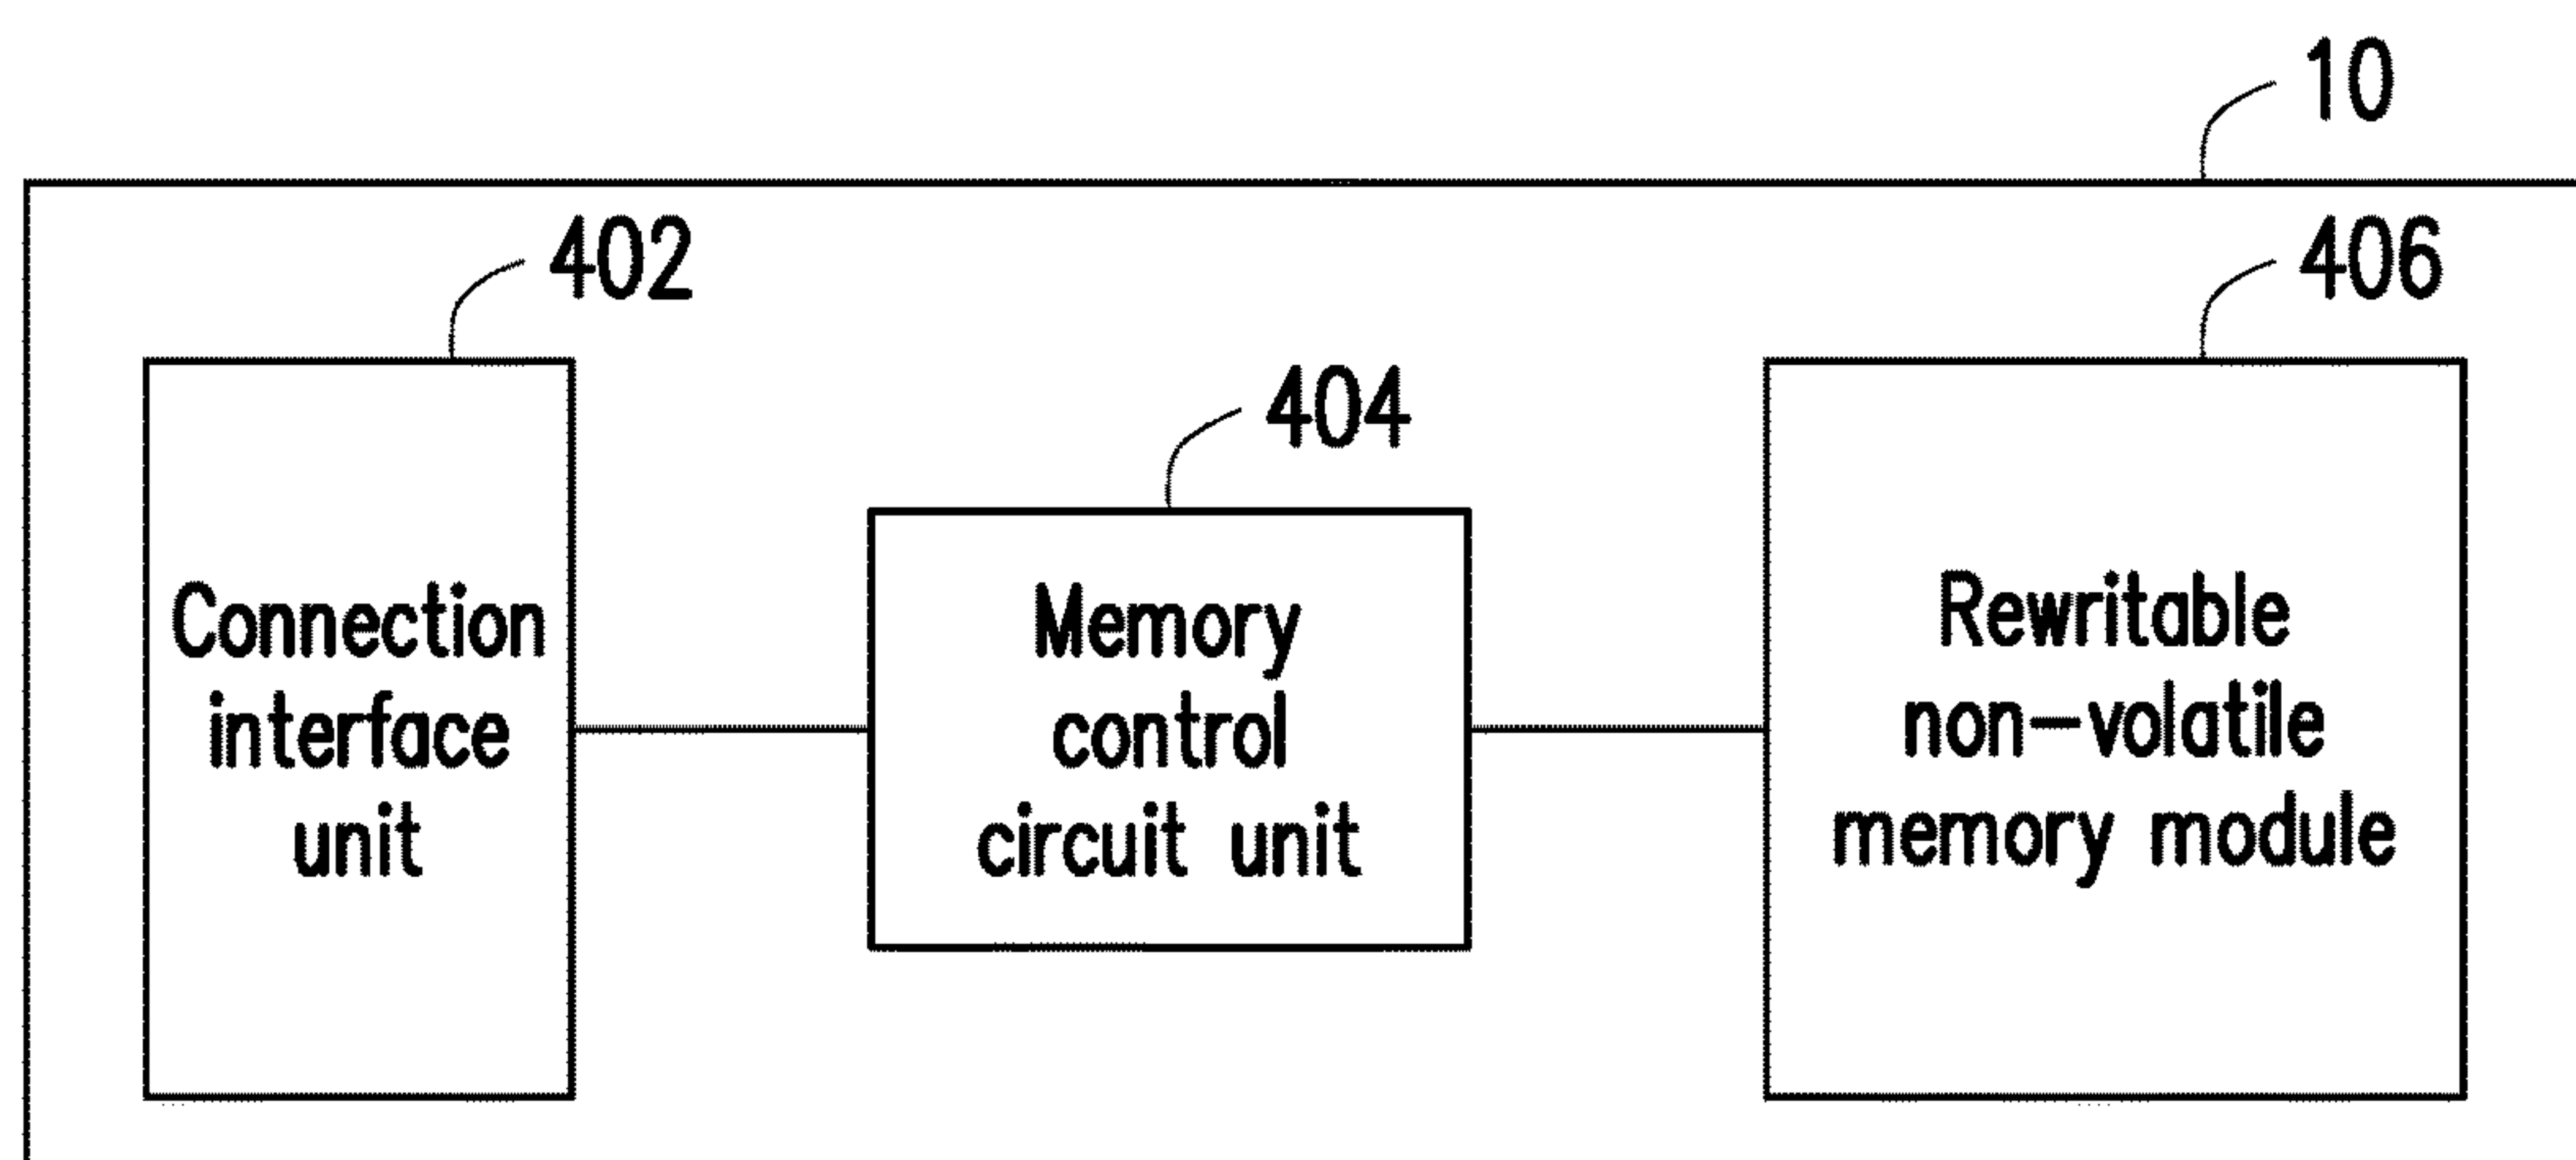 10
402
406
404
Connection
interface
unit
Memory
control
circuit unit
Rewritable
non-volatile
memory module